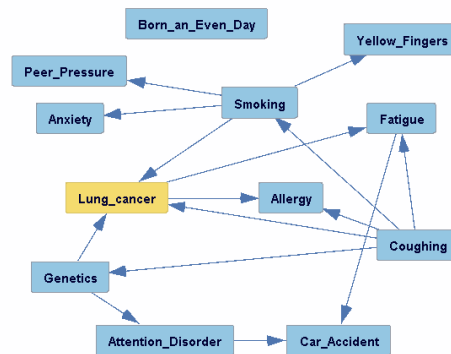 Born_an_Even_Day
Yellow_Fingers
Peer_Pressure
Smoking
Anxiety
Fatigue
Lung_cancer
Allergy
Coughing
Genetics
Attention_Disorder
Car_Accident